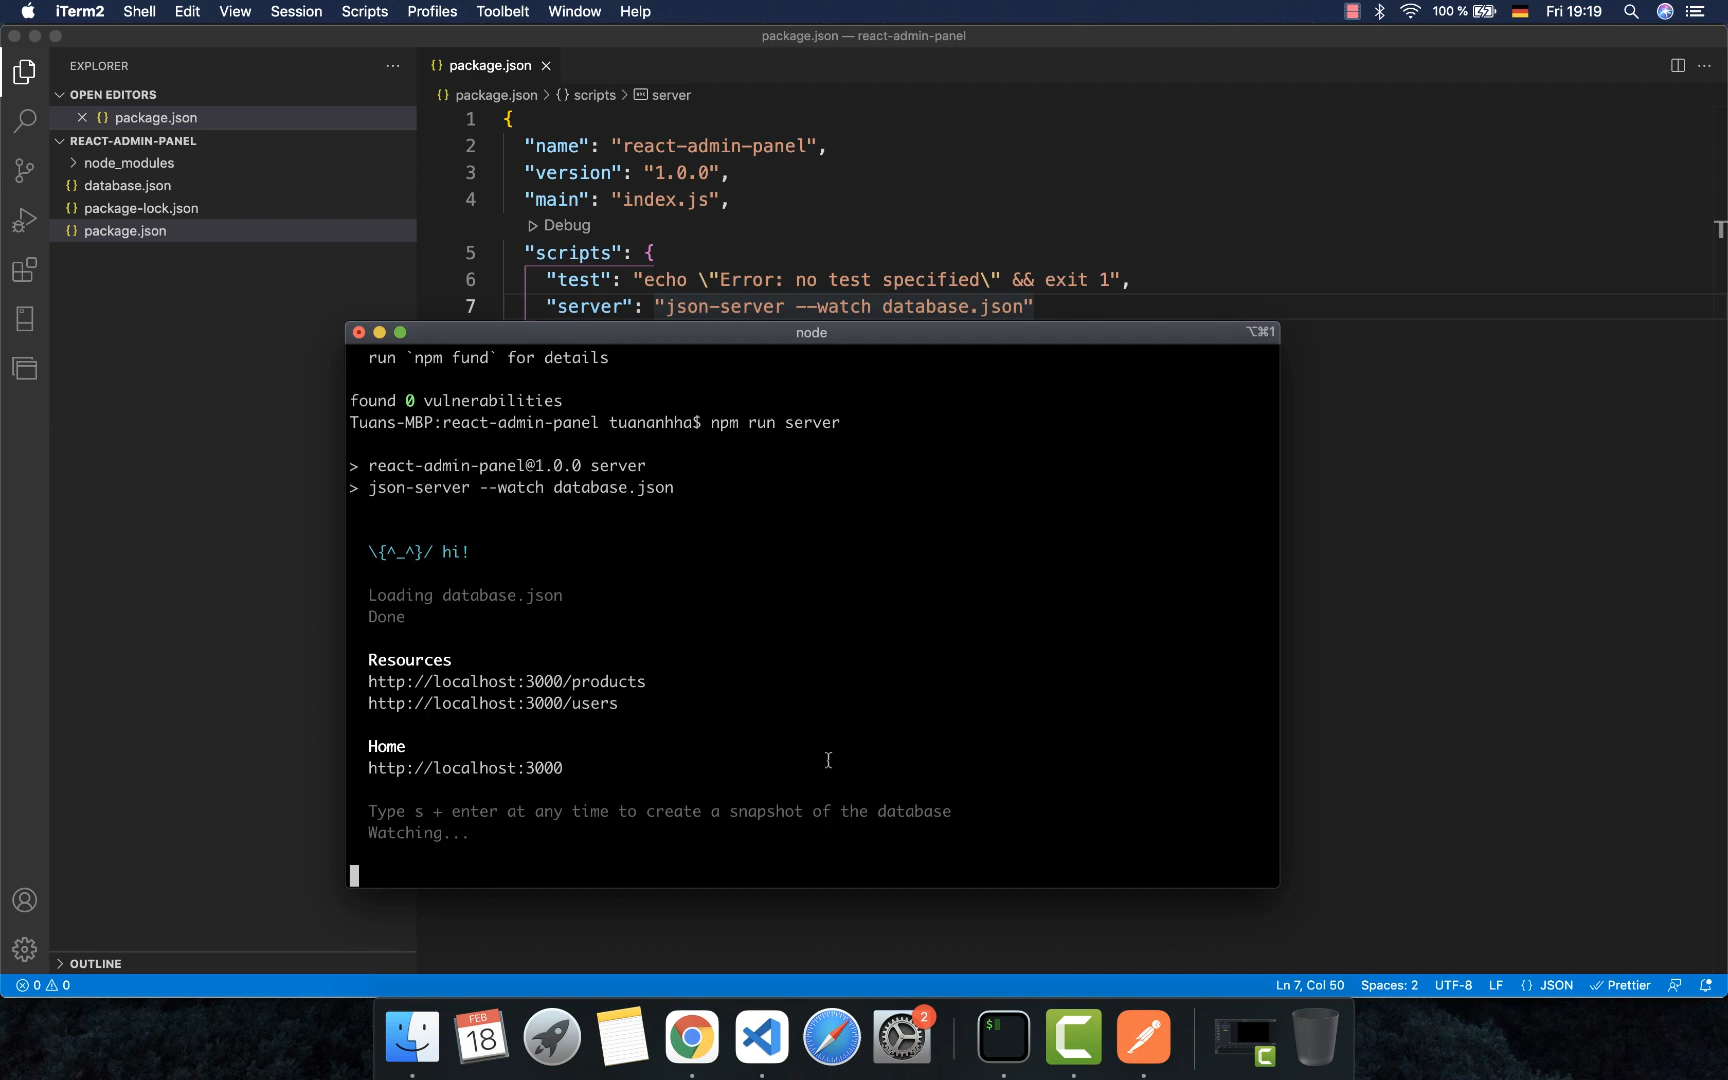 iTerm2 Shell Edit View Session Scripts Profiles Toolbelt Window Help 100 % Fri 19:19
package.json — react-admin-panel
EXPLORER
OPEN EDITORS
package.json
REACT-ADMIN-PANEL
node_modules
{} database.json
{} package-lock.json
{} package.json
OUTLINE
{} package.json
{} package.json > {} scripts > server
1 {
2 "name": "react-admin-panel",
3 "version": "1.0.0",
4 "main": "index.js",
Debug
5 "scripts": {
6 "test": "echo \"Error: no test specified\" && exit 1",
7 "server": "json-server --watch database.json"
node
⌥⌘1
run `npm fund` for details
found 0 vulnerabilities
Tuans-MBP:react-admin-panel tuananhha$ npm run server
> react-admin-panel@1.0.0 server
> json-server --watch database.json
\{^_^}/ hi!
Loading database.json
Done
Resources
http://localhost:3000/products
http://localhost:3000/users
Home
http://localhost:3000
Type s + enter at any time to create a snapshot of the database
Watching...
0 0
Ln 7, Col 50 Spaces: 2 UTF-8 LF {} JSON Prettier
FEB
18
2
$